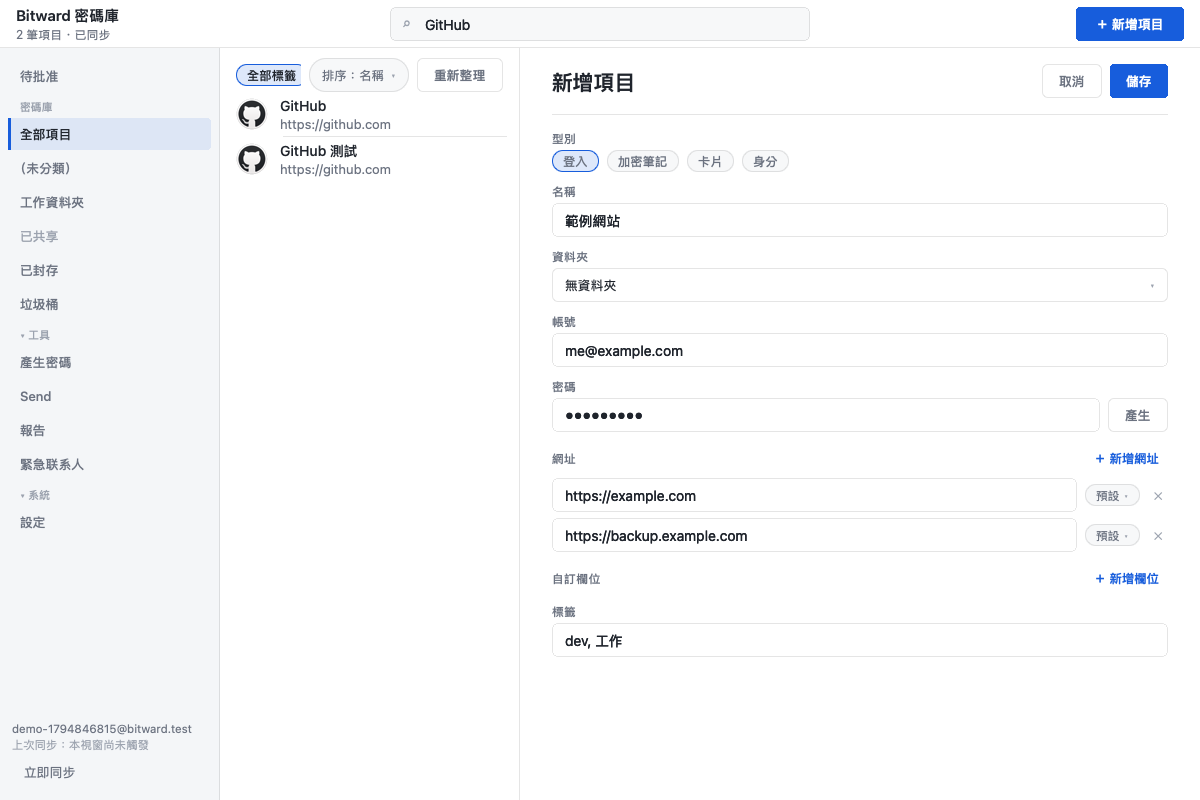 Bitward 密碼庫
2 筆項目 · 已同步
GitHub
+ 新增項目
待批准
密碼庫
全部項目
(未分類)
工作資料夾
已共享
已封存
垃圾桶
工具
產生密碼
Send
報告
緊急联系人
系統
設定
demo-1794846815@bitward.test
上次同步：本視窗尚未觸發
立即同步
全部標籤
排序：名稱
重新整理
GitHub
https://github.com
GitHub 測試
https://github.com
新增項目
取消
儲存
型別
登入
加密筆記
卡片
身分
名稱
範例網站
資料夾
無資料夾
帳號
me@example.com
密碼
●●●●●●●●●
產生
網址
+ 新增網址
https://example.com
預設
https://backup.example.com
預設
自訂欄位
+ 新增欄位
標籤
dev, 工作